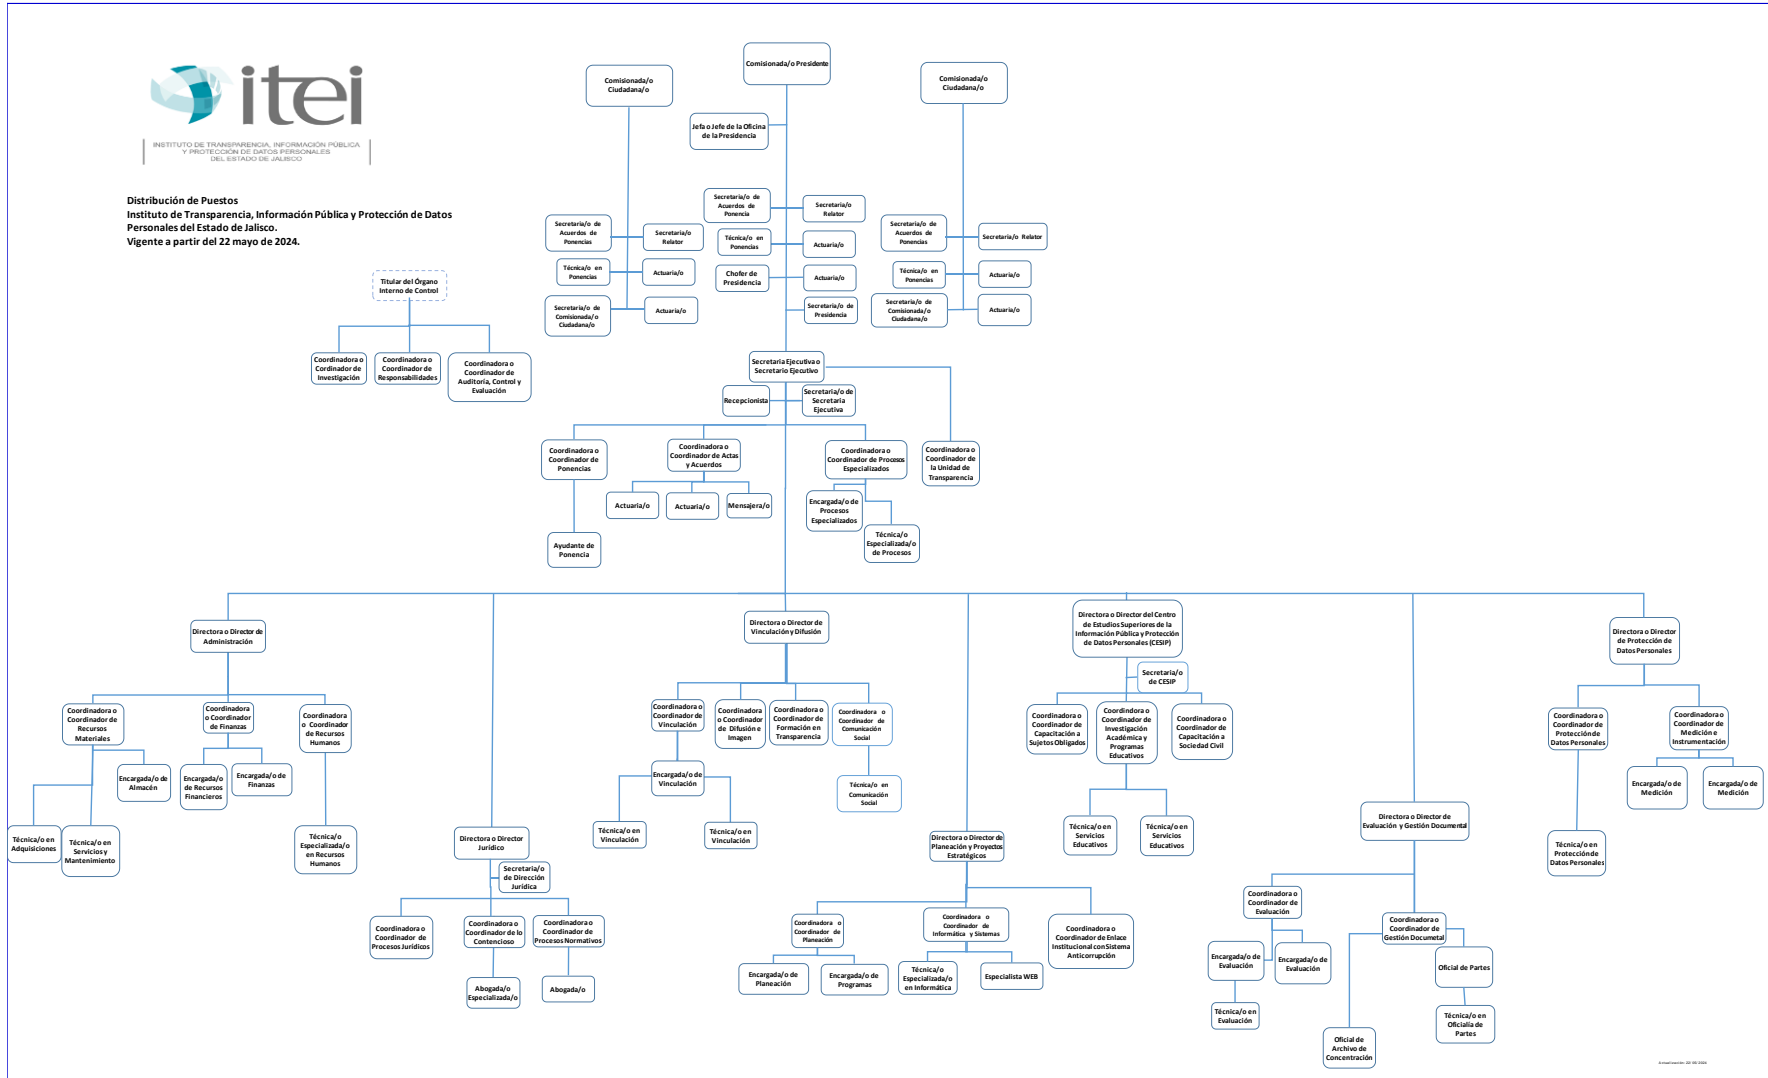 itei
INSTITUTO DE TRANSPARENCIA, INFORMACIÓN PÚBLICA
Y PROTECCIÓN DE DATOS PERSONALES
DEL ESTADO DE JALISCO
Distribución de Puestos
Instituto de Transparencia, Información Pública y Protección de Datos
Personales del Estado de Jalisco.
Vigente a partir del 22 mayo de 2024.
Comisionada/o
Ciudadana/o
Comisionada/o Presidente
Comisionada/o
Ciudadana/o
Jefa o Jefe de la Oficina
de la Presidencia
Secretaria/o de
Acuerdos de
Ponencias
Secretaria/o
Relator
Técnica/o en
Ponencias
Actuaria/o
Secretaria/o de
Comisionada/o
Ciudadana/o
Actuaria/o
Secretaria/o de
Acuerdos de
Ponencia
Secretaria/o
Relator
Técnica/o en
Ponencias
Actuaria/o
Chofer de
Presidencia
Actuaria/o
Secretaria/o de
Presidencia
Secretaria/o de
Acuerdos de
Ponencias
Secretaria/o Relator
Técnica/o en
Ponencias
Actuaria/o
Secretaria/o de
Comisionada/o
Ciudadana/o
Actuaria/o
Titular del Órgano
Interno de Control
Coordinadora o
Cordinador de
Investigación
Coordinadora o
Coordinador de
Responsabilidades
Coordinadora o
Coordinador de
Auditoría, Control y
Evaluación
Secretaria Ejecutiva o
Secretario Ejecutivo
Recepcionista
Secretaria/o de
Secretaria
Ejecutiva
Coordinadora o
Coordinador de
Ponencias
Coordinadora o
Coordinador de Actas
y Acuerdos
Coordinadora o
Coordinador de Procesos
Especializados
Coordinadora o
Coordinador de
la Unidad de
Transparencia
Actuaria/o
Actuaria/o
Mensajera/o
Encargada/o de
Procesos
Especializados
Técnica/o
Especializada/o
de Procesos
Ayudante de
Ponencia
Directora o Director de
Administración
Coordinadora o
Coordinador de
Recursos
Materiales
Coordinadora
o Coordinador
de Finanzas
Coordinadora
o Coordinador
de Recursos
Humanos
Encargada/o de
Almacén
Encargada/o
de Recursos
Financieros
Encargada/o de
Finanzas
Técnica/o en
Adquisiciones
Técnica/o en
Servicios y
Mantenimiento
Técnica/o
Especializada/o
en Recursos
Humanos
Directora o Director
Jurídico
Secretaria/o
de Dirección
Jurídica
Coordinadora o
Coordinador de
Procesos Jurídicos
Coordinadora o
Coordinador de lo
Contencioso
Coordinadora o
Coordinador de
Procesos Normativos
Abogada/o
Especializada/o
Abogada/o
Directora o Director de
Vinculación y Difusión
Coordinadora o
Coordinador de
Vinculación
Coordinadora
o Coordinador
de Difusión e
Imagen
Coordinadora o
Coordinador de
Formación en
Transparencia
Coordinadora o
Coordinador de
Comunicación
Social
Encargada/o de
Vinculación
Técnica/o en
Comunicación
Social
Técnica/o en
Vinculación
Técnica/o en
Vinculación
Directora o Director de
Planeación y Proyectos
Estratégicos
Coordinadora o
Coordinador de
Planeación
Coordinadora o
Coordinador de
Informática y Sistemas
Coordinadora o
Coordinador de Enlace
Institucional con Sistema
Anticorrupción
Encargada/o de
Planeación
Encargada/o de
Programas
Técnica/o
Especializada/o
en Informática
Especialista WEB
Directora o Director del Centro
de Estudios Superiores de la
Información Pública y Protección
de Datos Personales (CESIP)
Secretaria/o
de CESIP
Coordinadora o
Coordinador de
Capacitación a
Sujetos Obligados
Coordindora o
Coordinador de
Investigación
Académica y
Programas
Educativos
Coordinadora o
Coordinador de
Capacitación a
Sociedad Civil
Técnica/o en
Servicios
Educativos
Técnica/o en
Servicios
Educativos
Directora o Director de
Evaluación y Gestión Documental
Coordinadora o
Coordinador de
Evaluación
Coordinadora o
Coordinador de
Gestión Documetal
Encargada/o de
Evaluación
Encargada/o de
Evaluación
Técnica/o en
Evaluación
Oficial de Partes
Técnica/o en
Oficialía de
Partes
Oficial de
Archivo de
Concentración
Directora o Director
de Protección de
Datos Personales
Coordinadora o
Coordinador de
Protección de
Datos Personales
Coordinadora o
Coordinador de
Medición e
Instrumentación
Encargada/o de
Medición
Encargada/o de
Medición
Técnica/o en
Protección de
Datos Personales